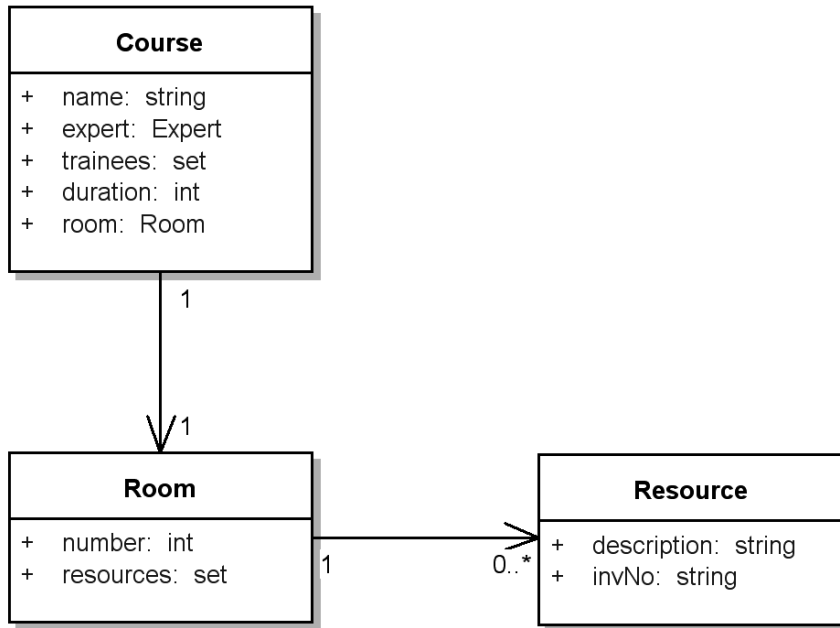 Course
+ name: string
+ expert: Expert
+ trainees: set
+ duration: int
+ room: Room
1
1
Room
+ number: int
+ resources: set
1
0..*
Resource
+ description: string
+ invNo: string